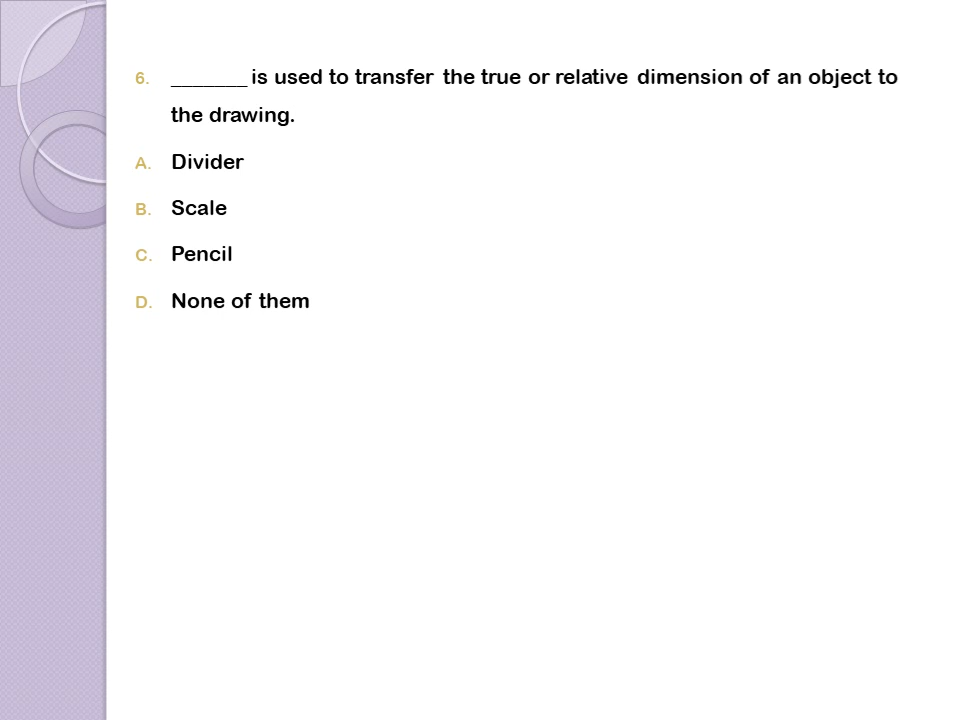 6. _______ is used to transfer the true or relative dimension of an object to
the drawing.
A. Divider
B. Scale
C. Pencil
D. None of them